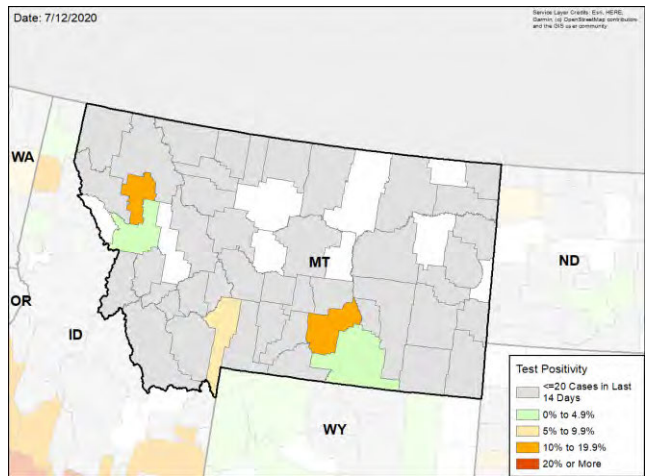 Date: 7/12/2020
Service Layer Credits: Esri, HERE,
Garmin, (c) OpenStreetMap contributors,
and the GIS user community
WA
MT
ND
OR
ID
WY
Test Positivity
<=20 Cases in Last
14 Days
0% to 4.9%
5% to 9.9%
10% to 19.9%
20% or More